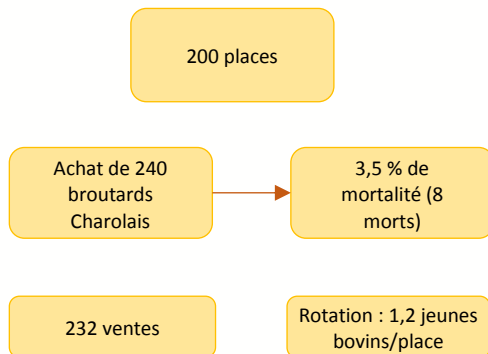 200 places
Achat de 240
broutards
Charolais
3,5 % de
mortalité (8
morts)
232 ventes
Rotation : 1,2 jeunes
bovins/place